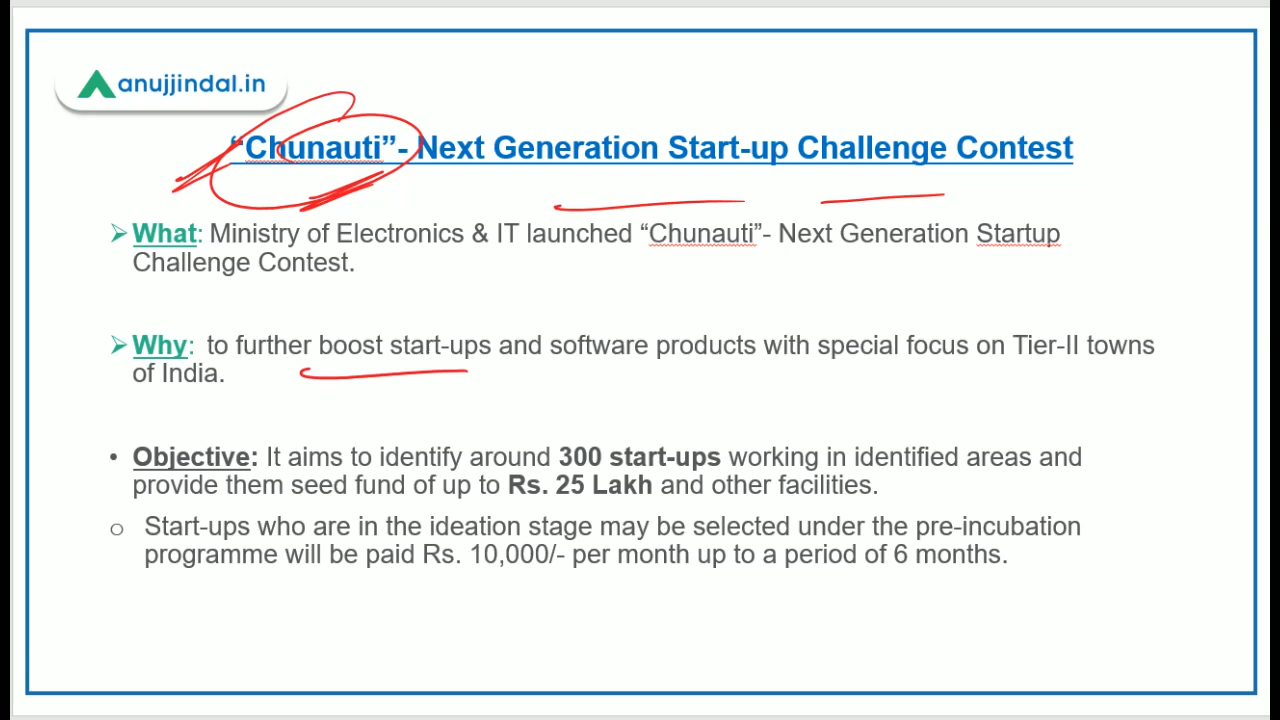 anujjindal.in
“Chunauti”- Next Generation Start-up Challenge Contest
➢ What: Ministry of Electronics & IT launched “Chunauti”- Next Generation Startup
Challenge Contest.
➢ Why: to further boost start-ups and software products with special focus on Tier-II towns
of India.
• Objective: It aims to identify around 300 start-ups working in identified areas and
provide them seed fund of up to Rs. 25 Lakh and other facilities.
o Start-ups who are in the ideation stage may be selected under the pre-incubation
programme will be paid Rs. 10,000/- per month up to a period of 6 months.